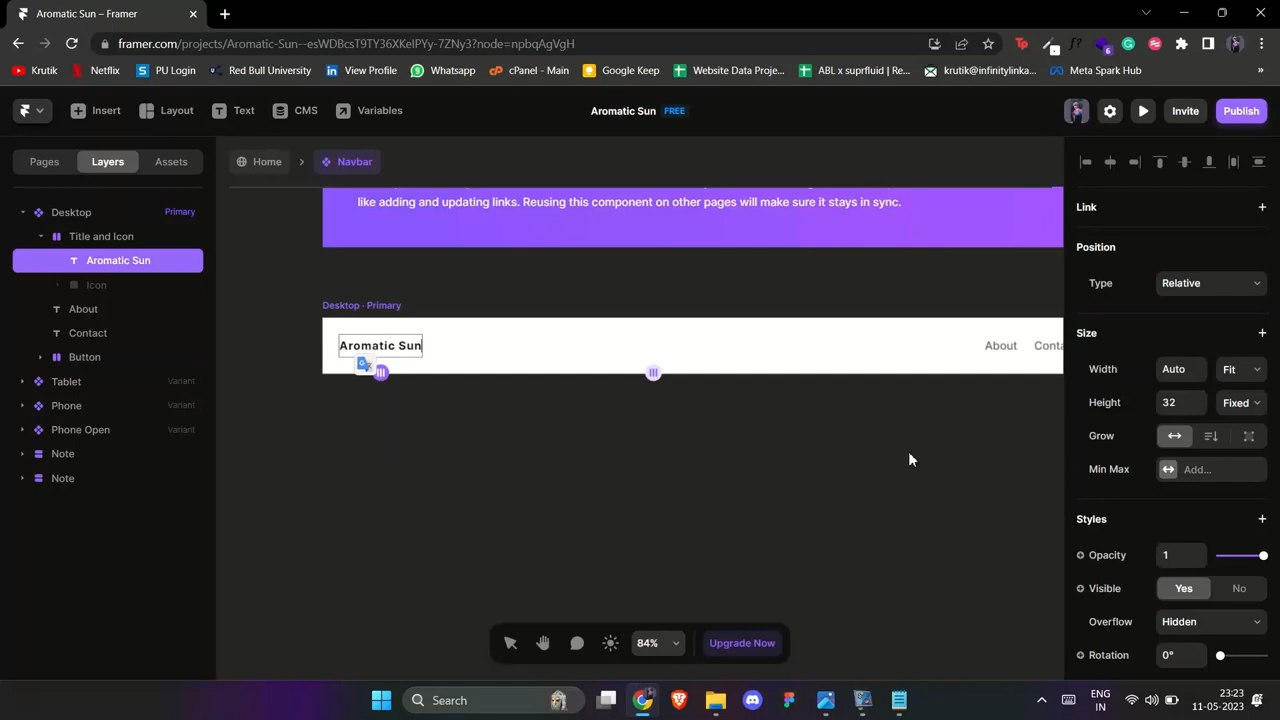 Aromatic Sun – Framer
framer.com/projects/Aromatic-Sun--esWDBcsT9TY36XKeIPYy-7ZNy3?node=npbqAgVgH
6
Krutik Netflix PU Login Red Bull University View Profile Whatsapp cPanel - Main Google Keep Website Data Proje... ABL x suprfluid | Re... krutik@infinitylinka... Meta Spark Hub »
Insert Layout Text CMS Variables Aromatic Sun FREE Invite Publish
Pages Layers Assets Home Navbar
like adding and updating links. Reusing this component on other pages will make sure it stays in sync.
Link
Desktop Primary
Title and Icon
Position
Aromatic Sun
Icon
Type Relative
Desktop · Primary
About
Contact
Size
Aromatic Sun About Conta
Button
Width Auto Fit
Tablet Variant
Phone Variant
Height 32 Fixed
Phone Open Variant
Grow
Note
Min Max Add...
Note
Styles
Opacity 1
Visible Yes No
Overflow Hidden
84% Upgrade Now
Rotation 0°
Search
ENG
IN
23:23
11-05-2023